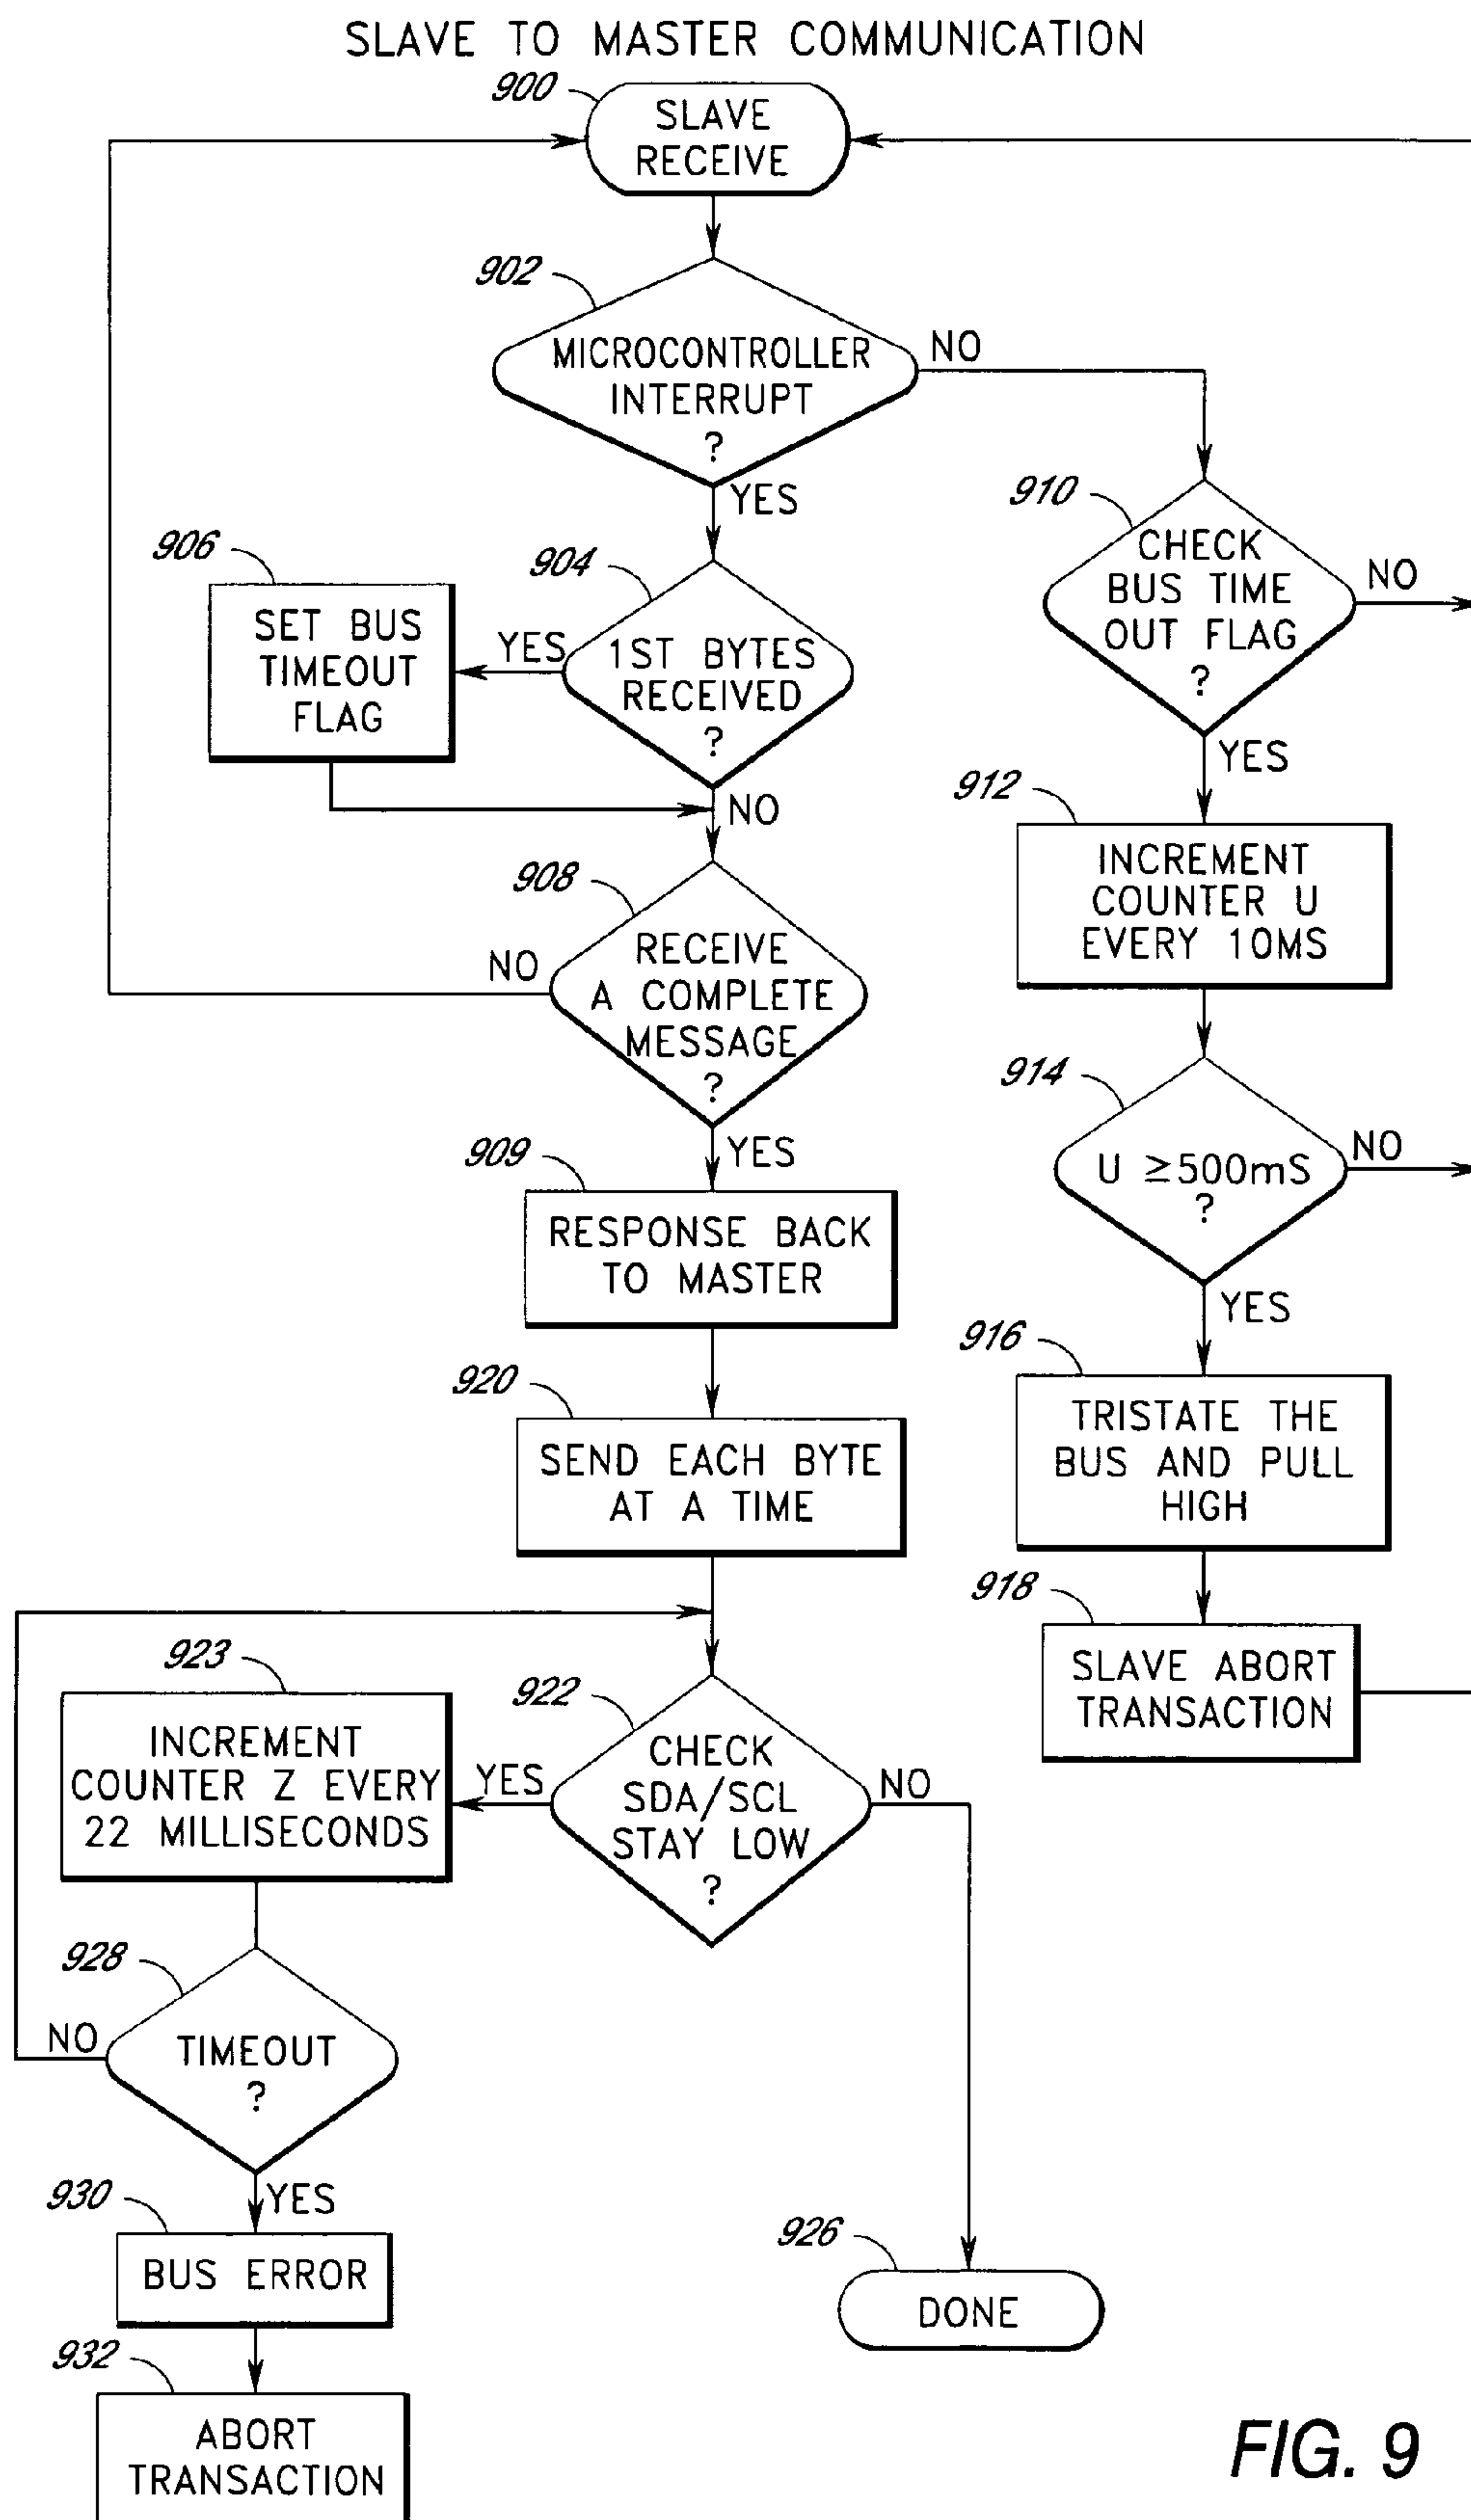 SLAVE TO MASTER COMMUNICATION
900
SLAVE
RECEIVE
902
MICROCONTROLLER
INTERRUPT
?
NO
YES
910
CHECK
BUS TIME
OUT FLAG
?
NO
YES
906
SET BUS
TIMEOUT
FLAG
904
YES
1ST BYTES
RECEIVED
?
NO
912
INCREMENT
COUNTER U
EVERY 10MS
908
NO
RECEIVE
A COMPLETE
MESSAGE
?
YES
914
U ≥500mS
?
NO
YES
909
RESPONSE BACK
TO MASTER
916
TRISTATE THE
BUS AND PULL
HIGH
920
SEND EACH BYTE
AT A TIME
918
SLAVE ABORT
TRANSACTION
923
INCREMENT
COUNTER Z EVERY
22 MILLISECONDS
922
YES
CHECK
SDA/SCL
STAY LOW
?
NO
928
NO
TIMEOUT
?
YES
930
BUS ERROR
926
DONE
932
ABORT
TRANSACTION
FIG. 9